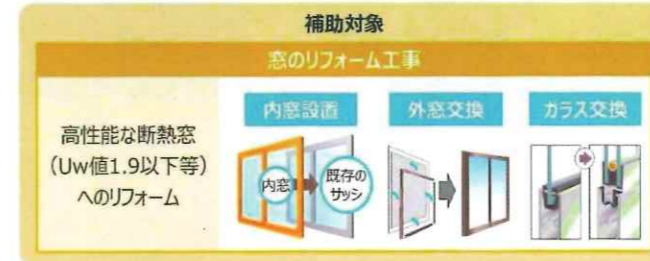 補助対象
窓のリフォーム工事
高性能な断熱窓
（Uw値1.9以下等）
へのリフォーム
内窓設置
外窓交換
ガラス交換
内窓
既存の
サッシ